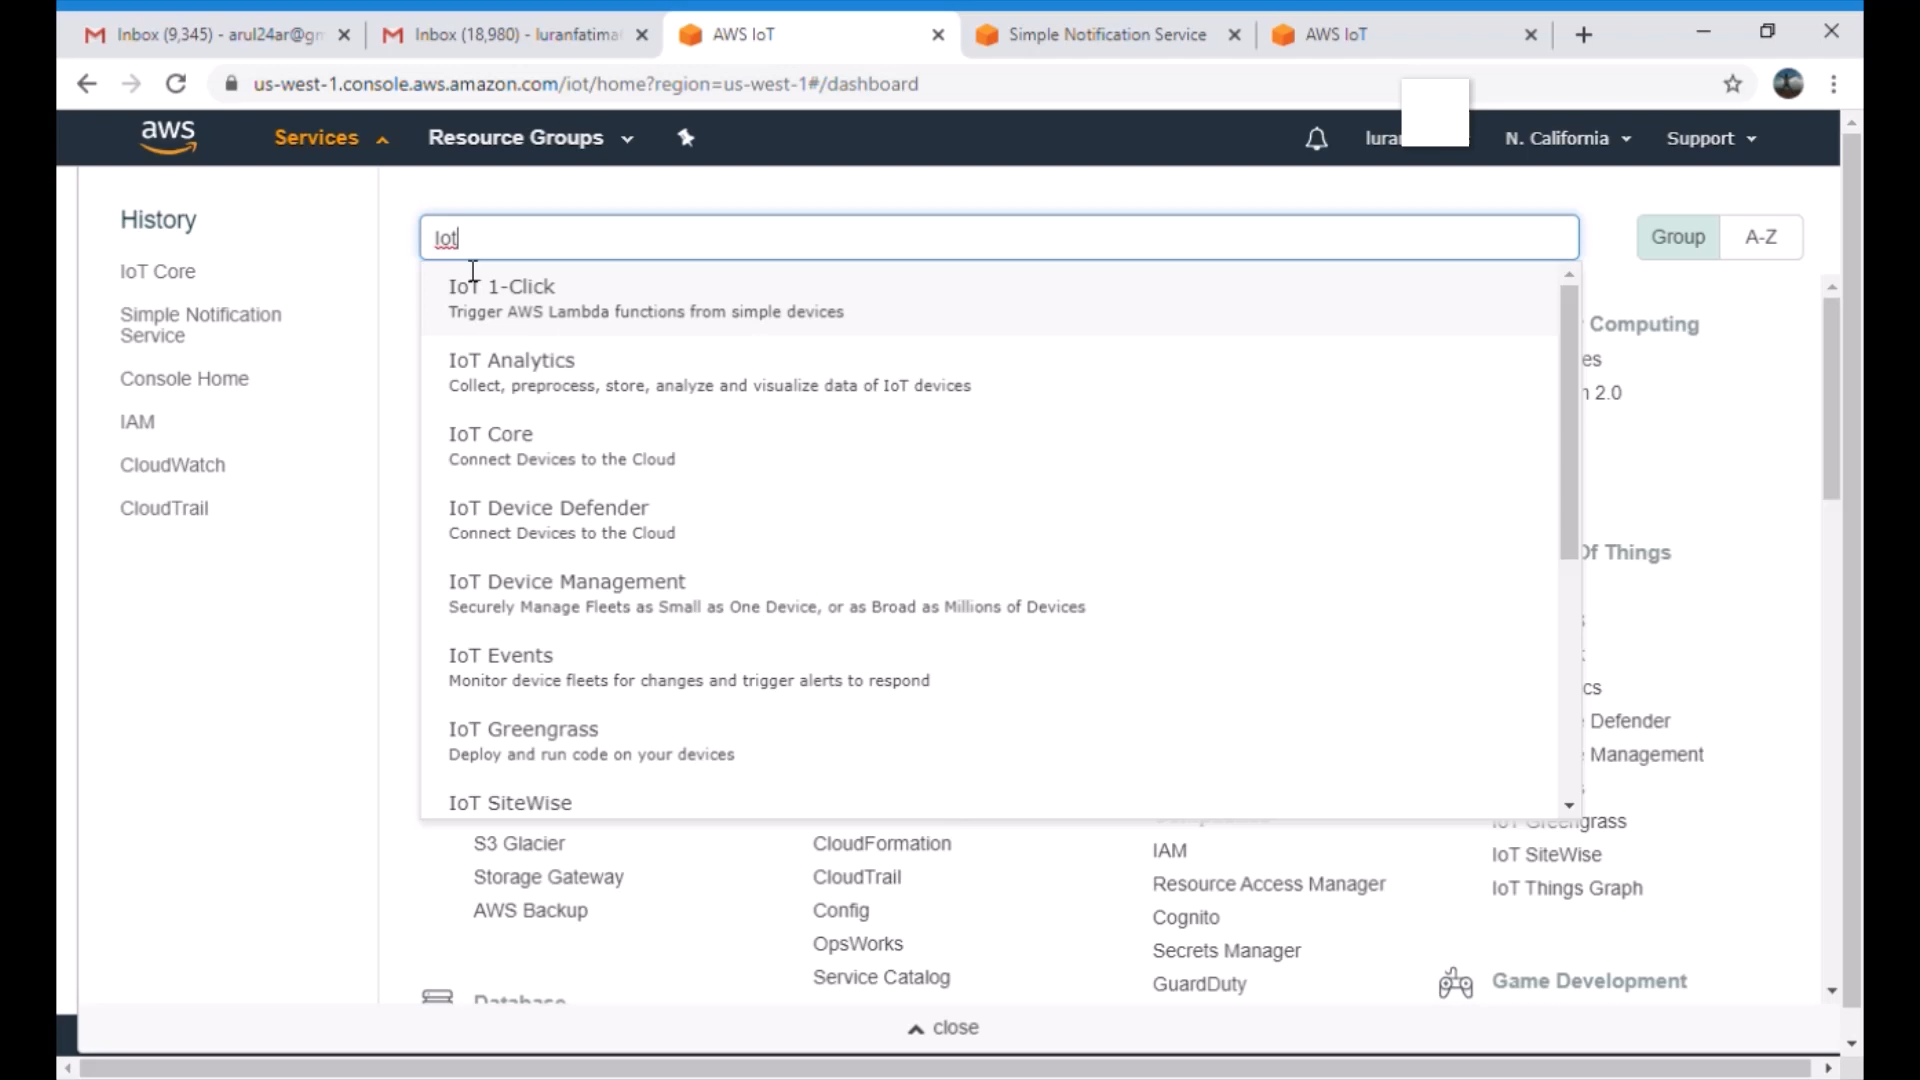 Inbox (9,345) - arul24ar@gm
Inbox (18,980) - luranfatima
AWS IoT
Simple Notification Service
AWS IoT
us-west-1.console.aws.amazon.com/iot/home?region=us-west-1#/dashboard
aws
Services
Resource Groups
N. California
Support
History
IoT Core
Simple Notification
Service
Console Home
IAM
CloudWatch
CloudTrail
Iot
Group
A-Z
IoT 1-Click
Trigger AWS Lambda functions from simple devices
IoT Analytics
Collect, preprocess, store, analyze and visualize data of IoT devices
IoT Core
Connect Devices to the Cloud
IoT Device Defender
Connect Devices to the Cloud
IoT Device Management
Securely Manage Fleets as Small as One Device, or as Broad as Millions of Devices
IoT Events
Monitor device fleets for changes and trigger alerts to respond
IoT Greengrass
Deploy and run code on your devices
IoT SiteWise
S3 Glacier
Storage Gateway
AWS Backup
Database
CloudFormation
CloudTrail
Config
OpsWorks
Service Catalog
IAM
Resource Access Manager
Cognito
Secrets Manager
GuardDuty
Computing
2.0
Of Things
Defender
Management
IoT Greengrass
IoT SiteWise
IoT Things Graph
Game Development
close